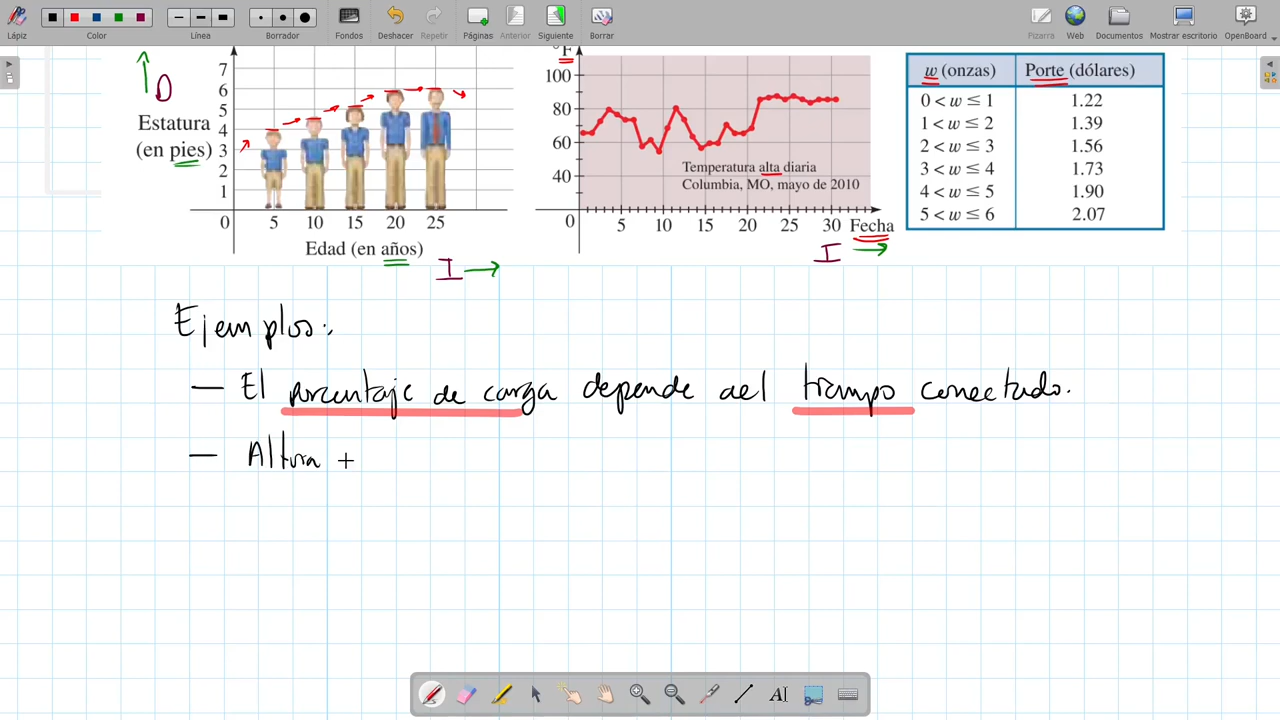 Lápiz Color Línea Borrador Fondos Deshacer Repetir Páginas Anterior Siguiente Borrar Pizarra Web Documentos Mostrar escritorio OpenBoard
D
Estatura
(en pies)
7
6
5
4
3
2
1
0 5 10 15 20 25
Edad (en años)
I
°F
100
80
60
40
Temperatura alta diaria
Columbia, MO, mayo de 2010
0 5 10 15 20 25 30 Fecha
I
w (onzas) Porte (dólares)
0 < w ≤ 1 1.22
1 < w ≤ 2 1.39
2 < w ≤ 3 1.56
3 < w ≤ 4 1.73
4 < w ≤ 5 1.90
5 < w ≤ 6 2.07
Ejemplos:
— El porcentaje de carga depende del tiempo conectado.
— Altura +
AI